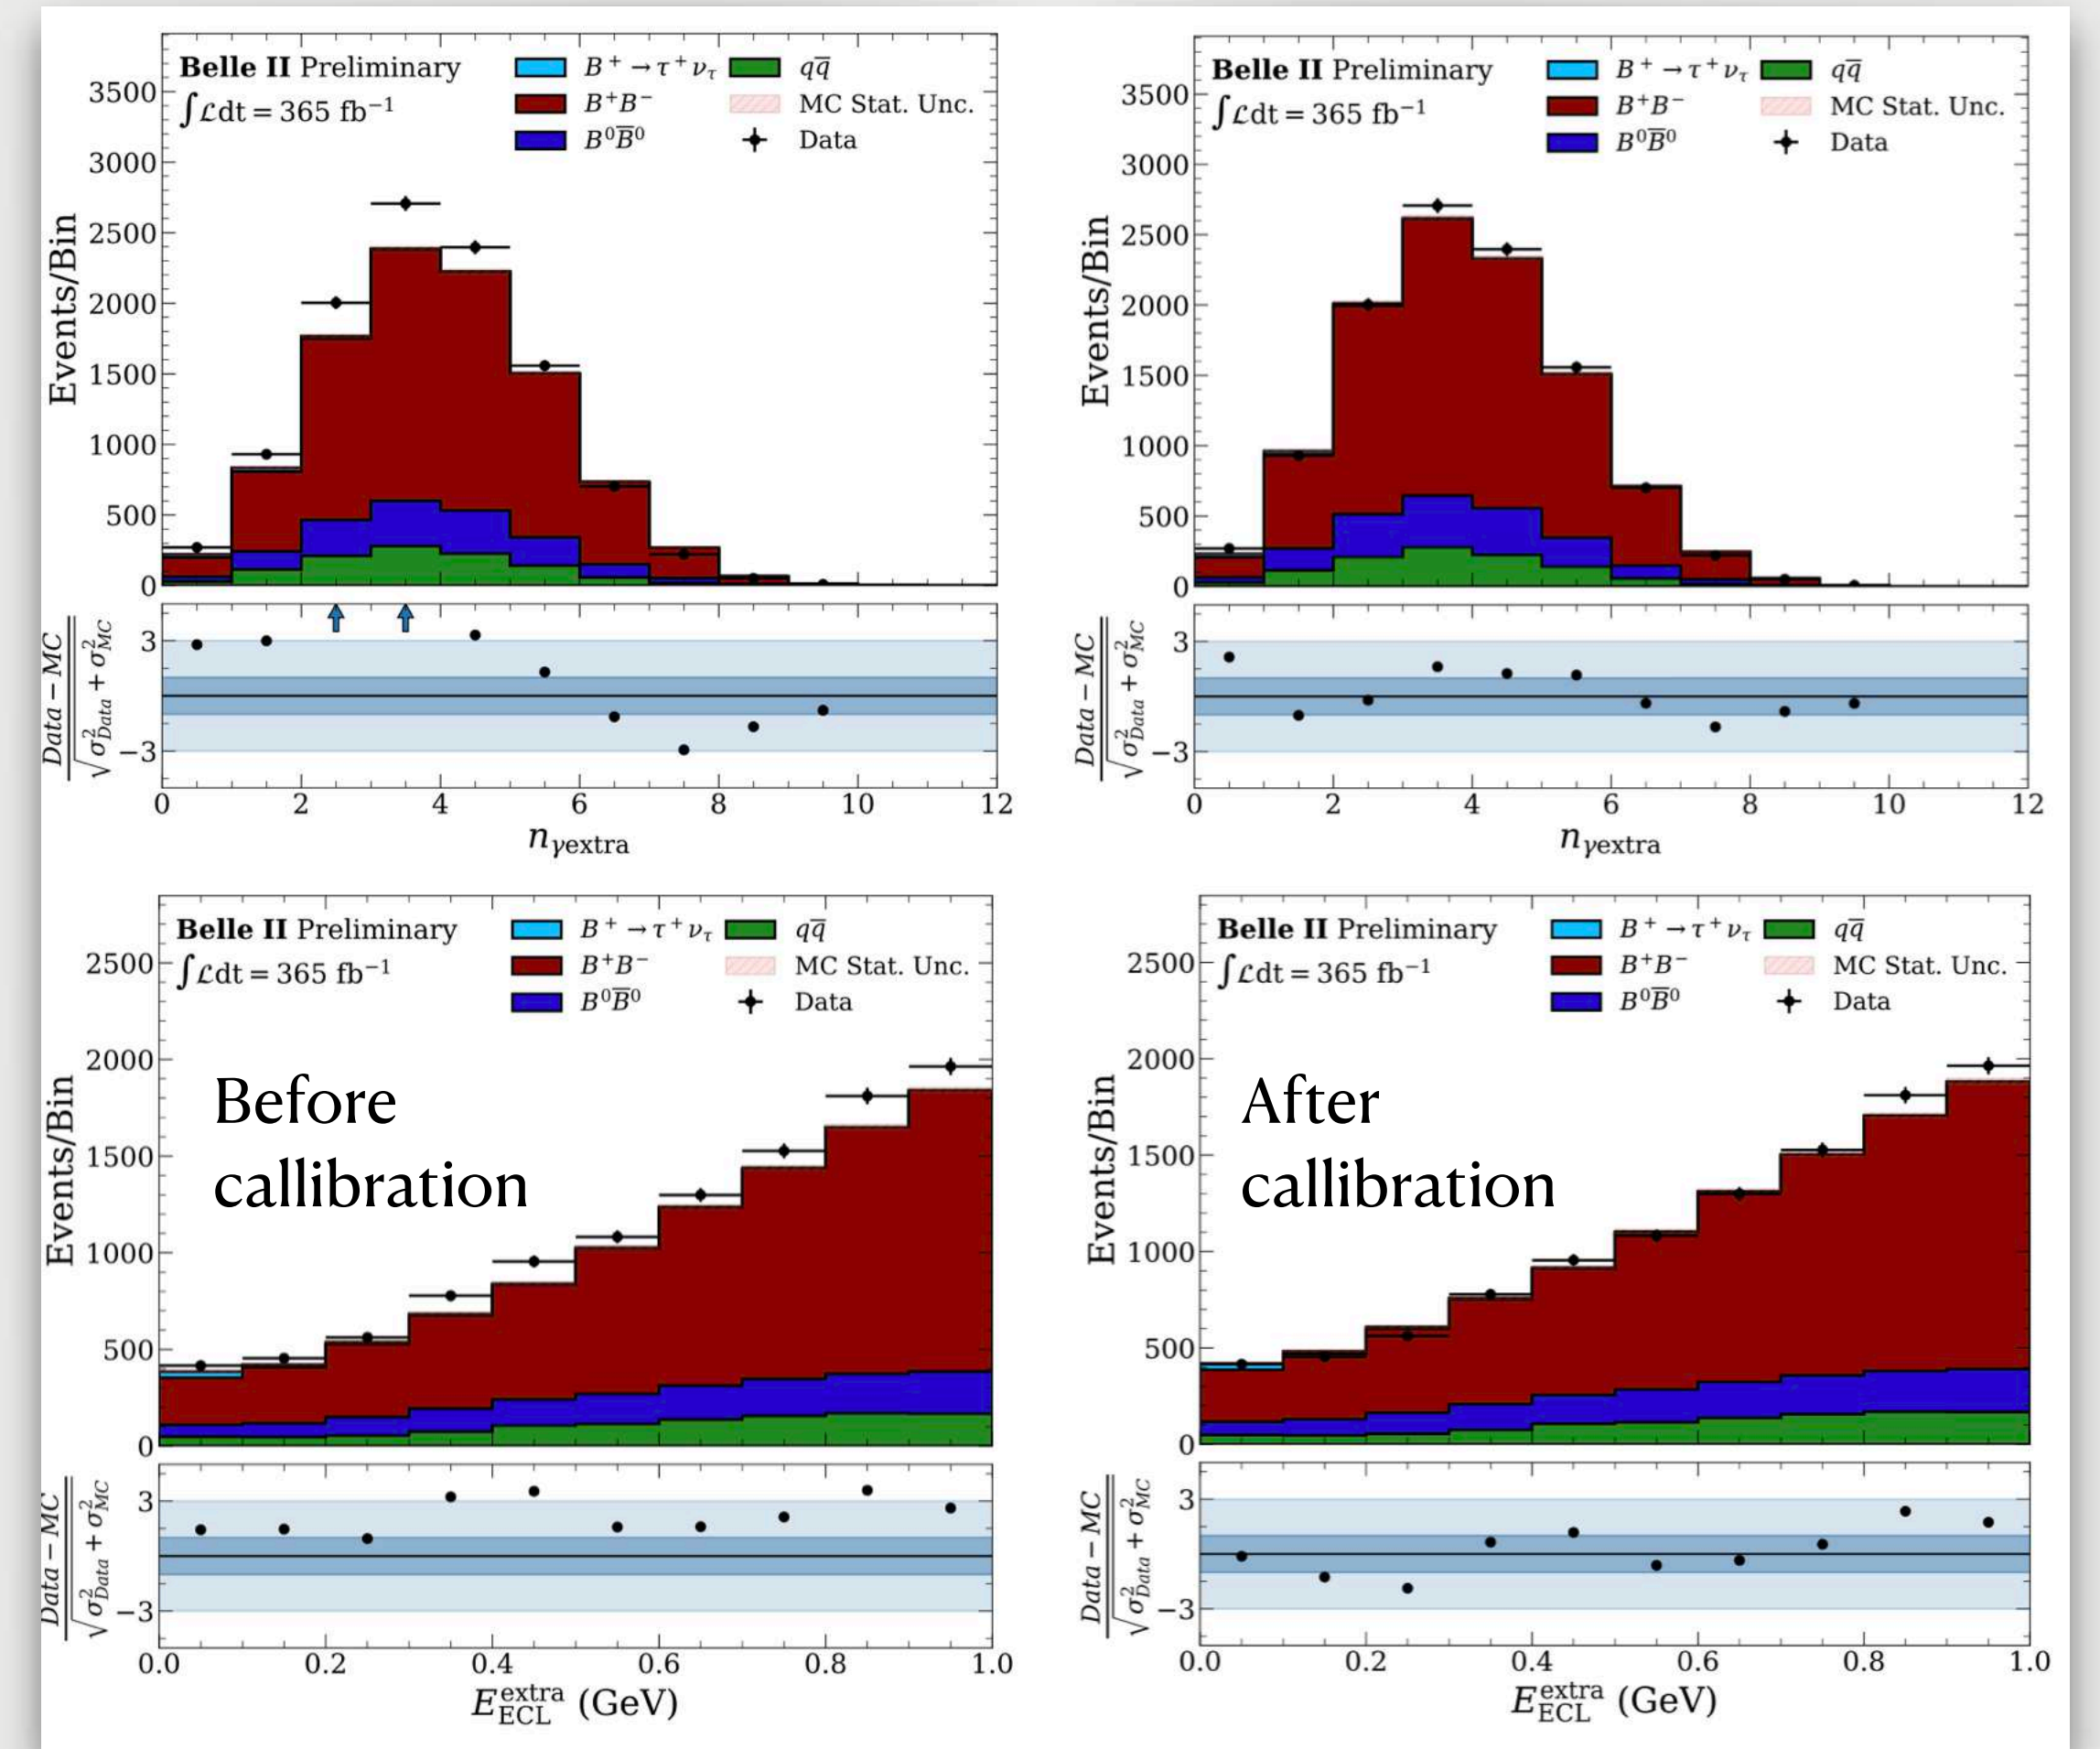 Belle II Preliminary
∫ℒdt = 365 fb⁻¹
B⁺ → τ⁺ν_τ
B⁺B⁻
B⁰B̅⁰
qq̅
MC Stat. Unc.
Data
Events/Bin
3500
3000
2500
2000
1500
1000
500
0
Data − MC
√σ²_Data + σ²_MC
3
−3
0 2 4 6 8 10 12
n_γextra
Belle II Preliminary
∫ℒdt = 365 fb⁻¹
B⁺ → τ⁺ν_τ
B⁺B⁻
B⁰B̅⁰
qq̅
MC Stat. Unc.
Data
Events/Bin
3500
3000
2500
2000
1500
1000
500
0
Data − MC
√σ²_Data + σ²_MC
3
−3
0 2 4 6 8 10 12
n_γextra
Belle II Preliminary
∫ℒdt = 365 fb⁻¹
B⁺ → τ⁺ν_τ
B⁺B⁻
B⁰B̅⁰
qq̅
MC Stat. Unc.
Data
Before
callibration
Events/Bin
2500
2000
1500
1000
500
0
Data − MC
√σ²_Data + σ²_MC
3
−3
0.0 0.2 0.4 0.6 0.8 1.0
E_ECL^extra (GeV)
Belle II Preliminary
∫ℒdt = 365 fb⁻¹
B⁺ → τ⁺ν_τ
B⁺B⁻
B⁰B̅⁰
qq̅
MC Stat. Unc.
Data
After
callibration
Events/Bin
2500
2000
1500
1000
500
0
Data − MC
√σ²_Data + σ²_MC
3
−3
0.0 0.2 0.4 0.6 0.8 1.0
E_ECL^extra (GeV)